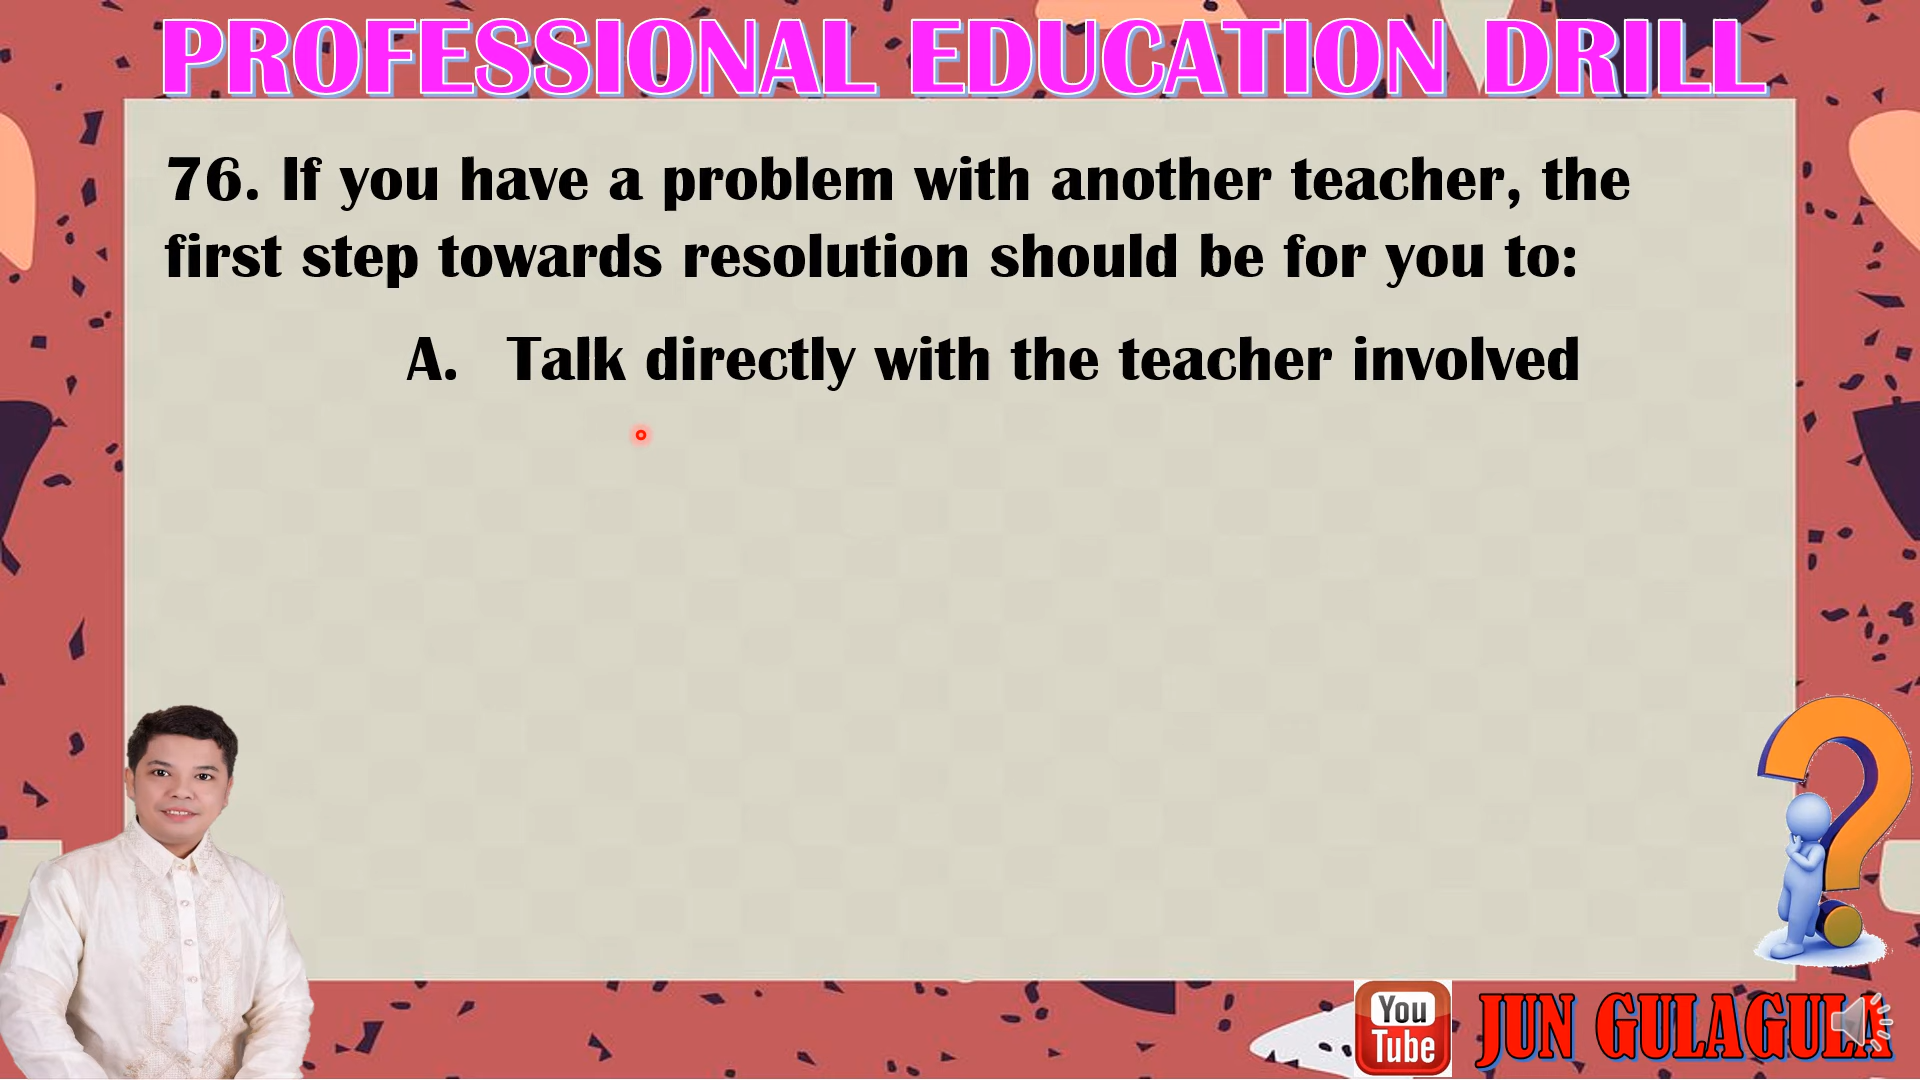 PROFESSIONAL EDUCATION DRILL
76. If you have a problem with another teacher, the
first step towards resolution should be for you to:
A. Talk directly with the teacher involved
You
Tube
JUN GULAGULA